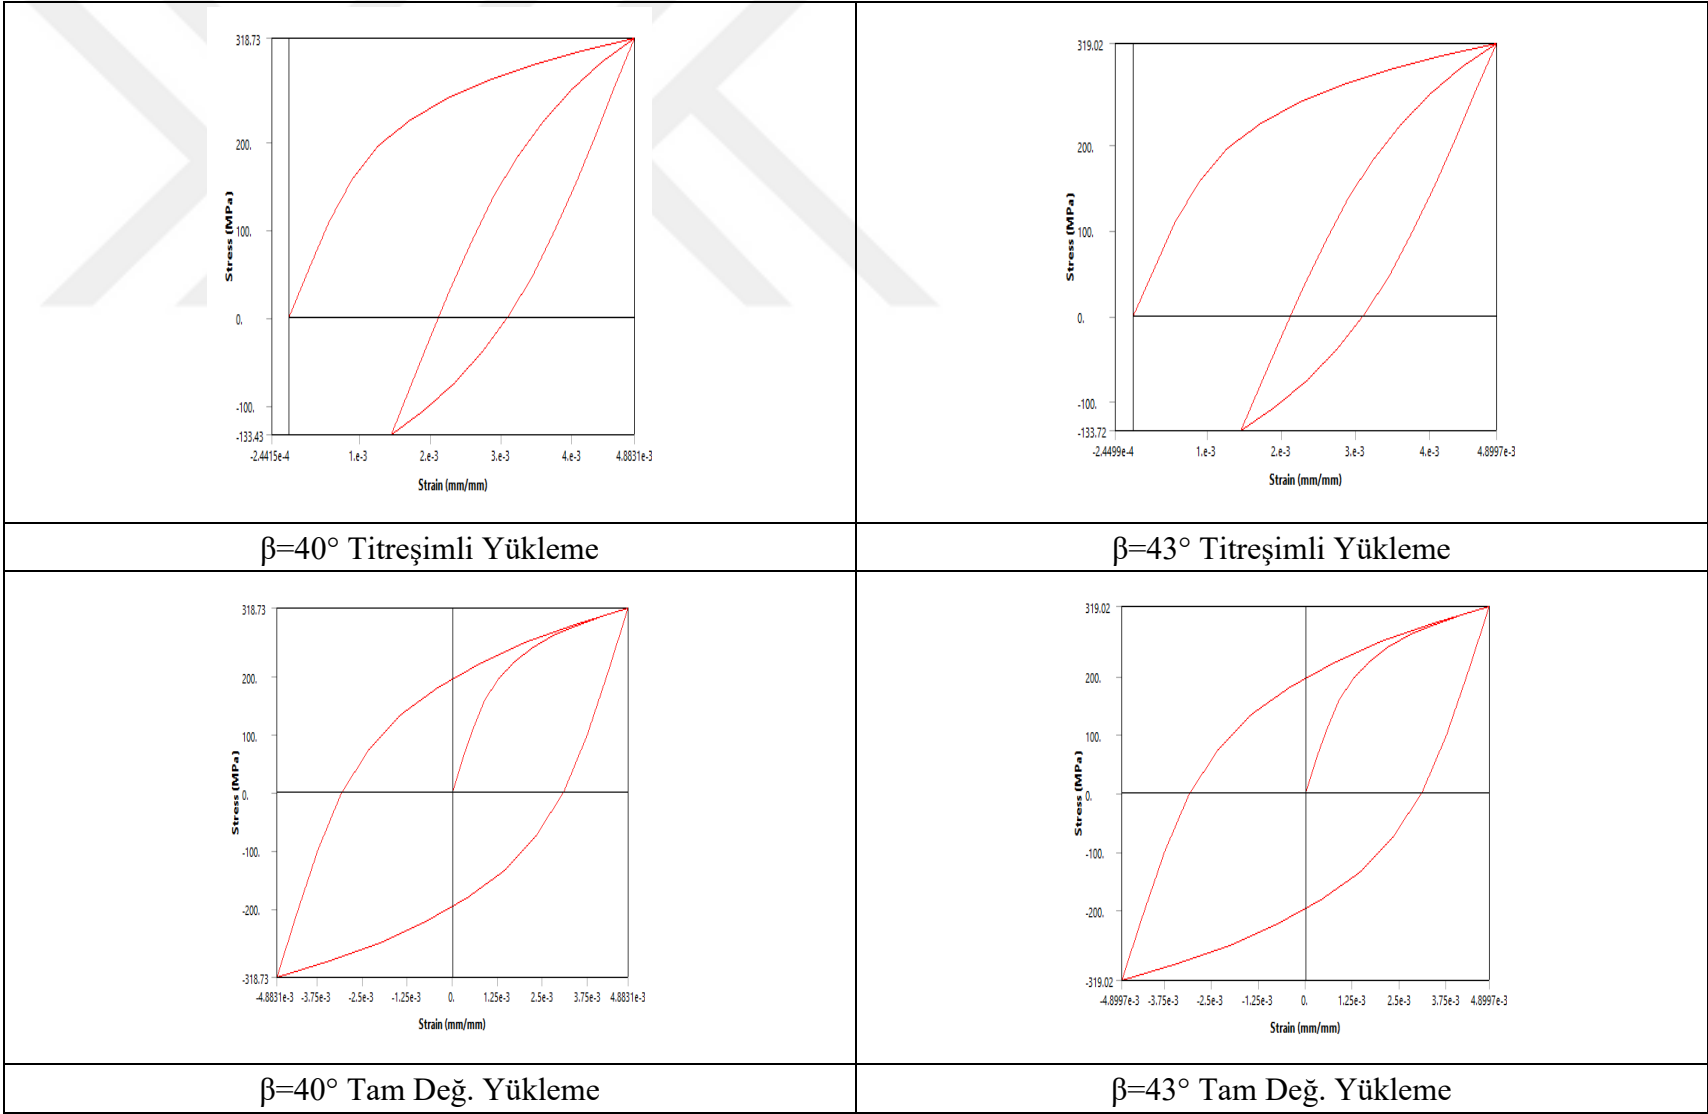 318.73
200.
100.
0.
-100.
-133.43
Stress (MPa)
-2.4415e-4 1.e-3 2.e-3 3.e-3 4.e-3 4.8831e-3
Strain (mm/mm)
319.02
200.
100.
0.
-100.
-133.72
Stress (MPa)
-2.4499e-4 1.e-3 2.e-3 3.e-3 4.e-3 4.8997e-3
Strain (mm/mm)
β=40° Titreşimli Yükleme
β=43° Titreşimli Yükleme
318.73
200.
100.
0.
-100.
-200.
-318.73
Stress (MPa)
-4.8831e-3 -3.75e-3 -2.5e-3 -1.25e-3 0. 1.25e-3 2.5e-3 3.75e-3 4.8831e-3
Strain (mm/mm)
319.02
200.
100.
0.
-100.
-200.
-319.02
Stress (MPa)
-4.8997e-3 -3.75e-3 -2.5e-3 -1.25e-3 0. 1.25e-3 2.5e-3 3.75e-3 4.8997e-3
Strain (mm/mm)
β=40° Tam Değ. Yükleme
β=43° Tam Değ. Yükleme